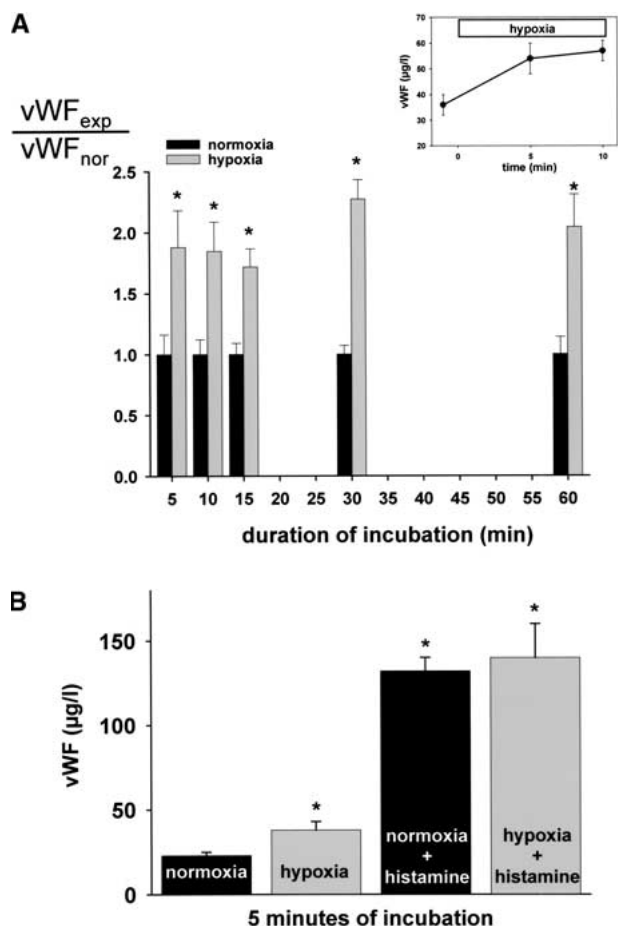 A
hypoxia
70
60
50
40
30
20
vWF (µg/l)
0 5 10
time (min)
vWFexp
vWFnor
normoxia
hypoxia
2.5
2.0
1.5
1.0
0.5
0.0
* * * * *
5 10 15 20 25 30 35 40 45 50 55 60
duration of incubation (min)
B
150
100
50
0
vWF (µg/l)
* * *
normoxia
hypoxia
normoxia
+
histamine
hypoxia
+
histamine
5 minutes of incubation